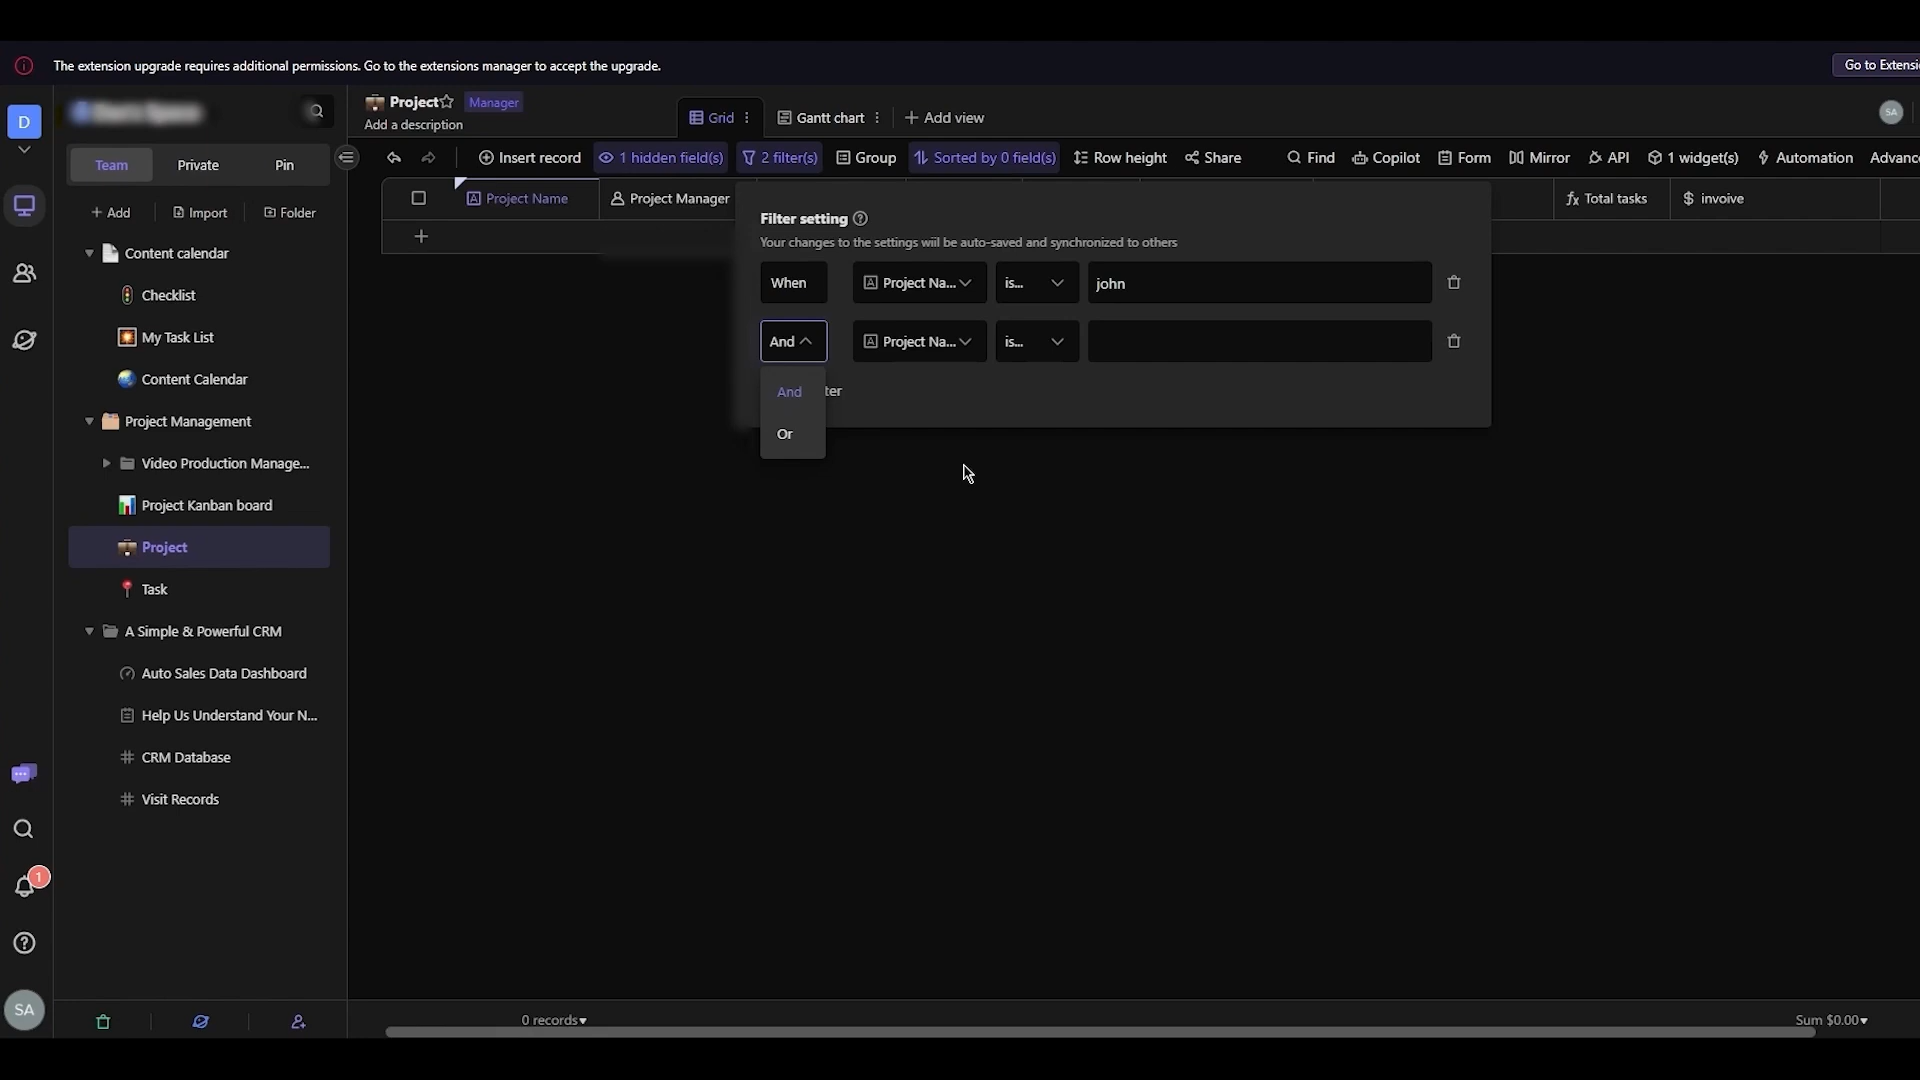 The extension upgrade requires additional permissions. Go to the extensions manager to accept the upgrade.
Go to Extensi
D
Project
Manager
Add a description
Grid
Gantt chart
Add view
SA
Team
Private
Pin
Insert record
1 hidden field(s)
2 filter(s)
Group
Sorted by 0 field(s)
Row height
Share
Find
Copilot
Form
Mirror
API
1 widget(s)
Automation
Advanc
Add
Import
Folder
Project Name
Project Manager
Total tasks
$ invoive
Filter setting
Your changes to the settings wiil be auto-saved and synchronized to others
When
Project Na...
is...
john
And
Project Na...
is...
And
ter
Or
Content calendar
Checklist
My Task List
Content Calendar
Project Management
Video Production Manage...
Project Kanban board
Project
Task
A Simple & Powerful CRM
Auto Sales Data Dashboard
Help Us Understand Your N...
CRM Database
Visit Records
1
SA
0 records
Sum $0.00